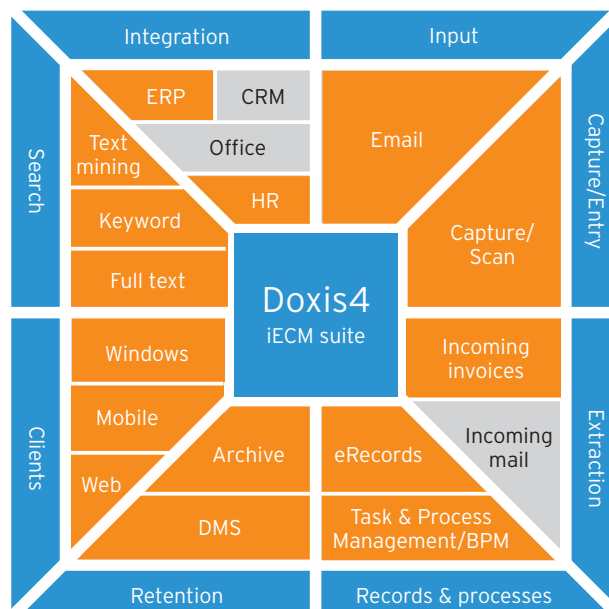 Integration
Input
ERP
CRM
Office
HR
Email
Capture/Entry
Search
Text
mining
Keyword
Full text
Capture/
Scan
Doxis4
iECM suite
Windows
Mobile
Web
Clients
Incoming
invoices
Incoming
mail
Extraction
Archive
DMS
eRecords
Task & Process
Management/BPM
Retention
Records & processes